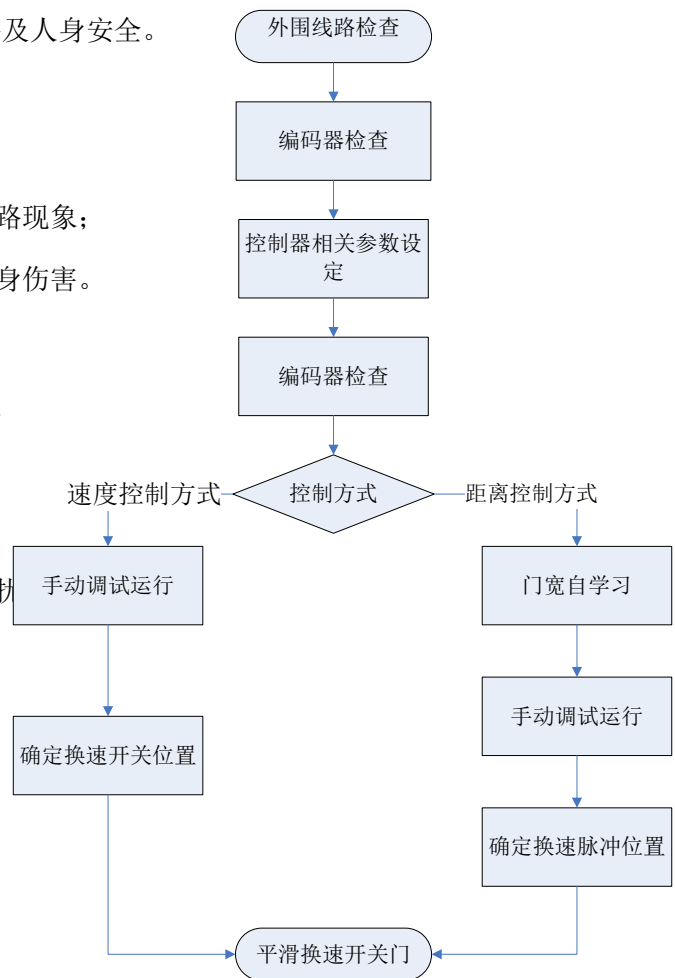 及人身安全。
外围线路检查
编码器检查
路现象；
控制器相关参数设
定
身伤害。
编码器检查
速度控制方式
控制方式
距离控制方式
手动调试运行
门宽自学习
手动调试运行
确定换速开关位置
确定换速脉冲位置
平滑换速开关门